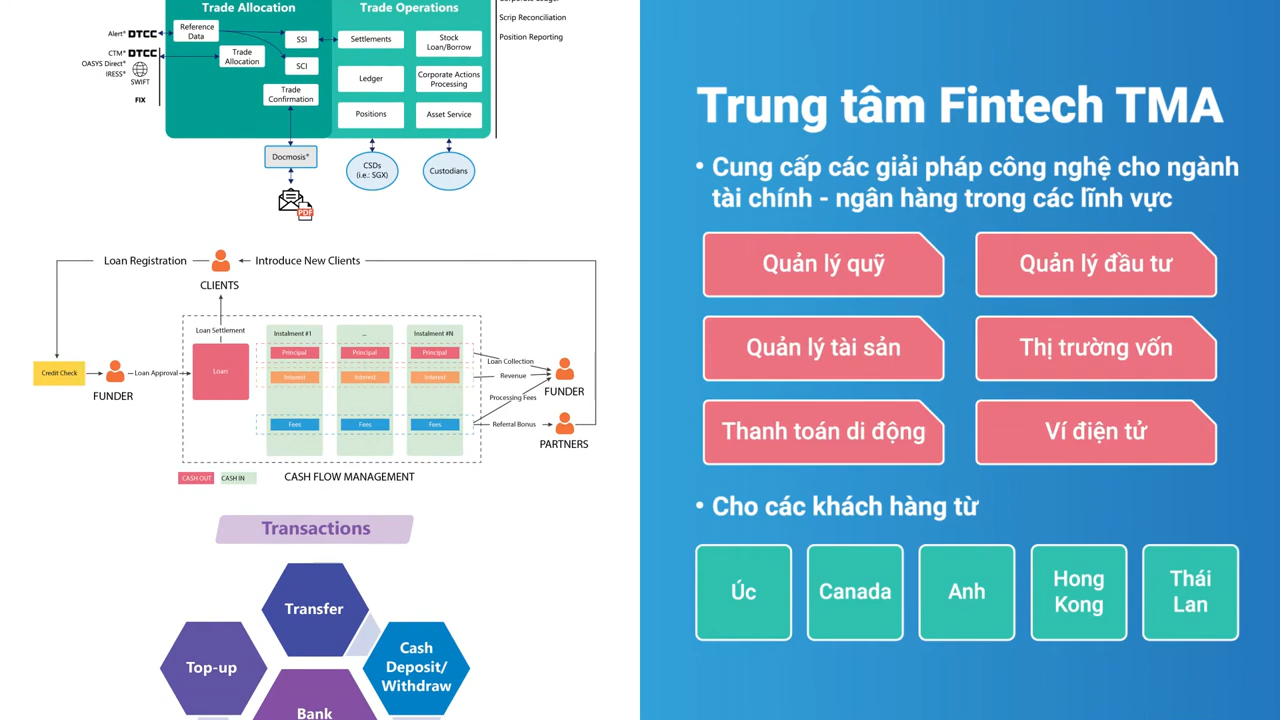 Trade Allocation
Trade Operations
Scrip Reconciliation
Position Reporting
Reference
Data
SSI
Settlements
Stock
Loan/Borrow
Alert* DTCC
CTM* DTCC
OASYS Direct*
IRESS*
SWIFT
FIX
Trade
Allocation
SCI
Ledger
Corporate Actions
Processing
Trade
Confirmation
Positions
Asset Service
Docmosis*
CSDs
(i.e.: SGX)
Custodians
PDF
Loan Registration
Introduce New Clients
CLIENTS
Loan Settlement
Instalment #1
...
Instalment #N
Principal
Principal
Principal
Loan Collection
Credit Check
Loan Approval
Loan
Interest
Interest
Interest
Revenue
FUNDER
FUNDER
Processing Fees
Fees
Fees
Fees
Referral Bonus
PARTNERS
CASH OUT
CASH IN
CASH FLOW MANAGEMENT
Transactions
Transfer
Top-up
Cash
Deposit/
Withdraw
Bank
Trung tâm Fintech TMA
• Cung cấp các giải pháp công nghệ cho ngành
tài chính - ngân hàng trong các lĩnh vực
Quản lý quỹ
Quản lý đầu tư
Quản lý tài sản
Thị trường vốn
Thanh toán di động
Ví điện tử
• Cho các khách hàng từ
Úc
Canada
Anh
Hong
Kong
Thái
Lan